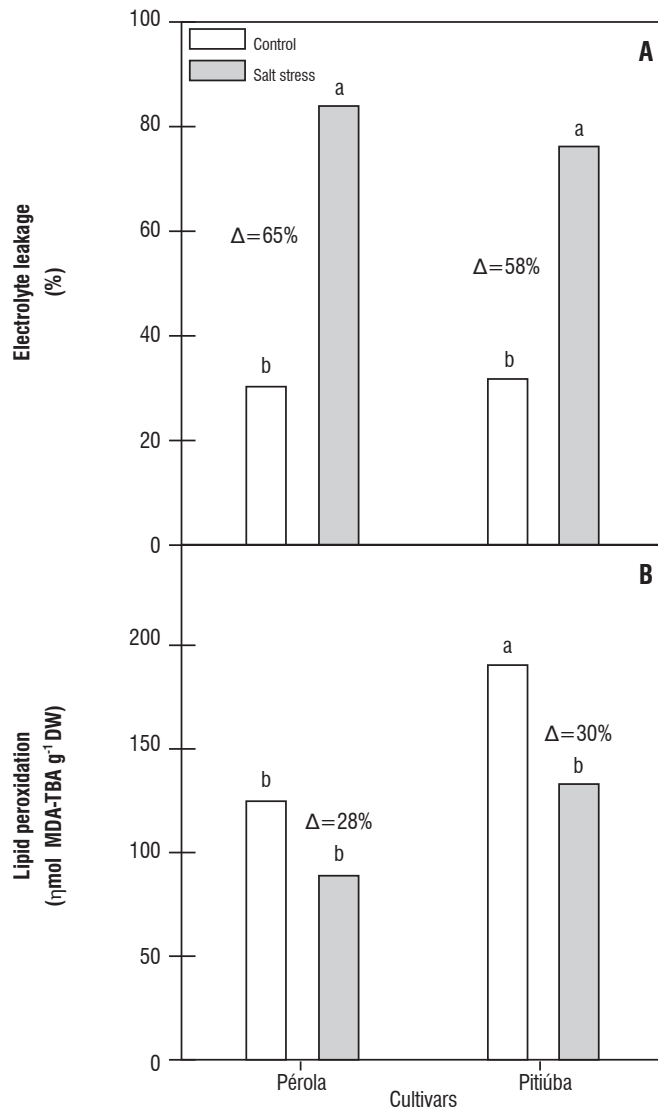 100
Control
A
Salt stress
a
80
a
60
Δ=65%
Δ=58%
Electrolyte leakage
(%)
40
b
b
20
0
B
200
a
150
Δ=30%
b
b
Δ=28%
Lipid peroxidation
(ηmol MDA-TBA g⁻¹ DW)
100
b
50
0
Pérola
Pitiúba
Cultivars